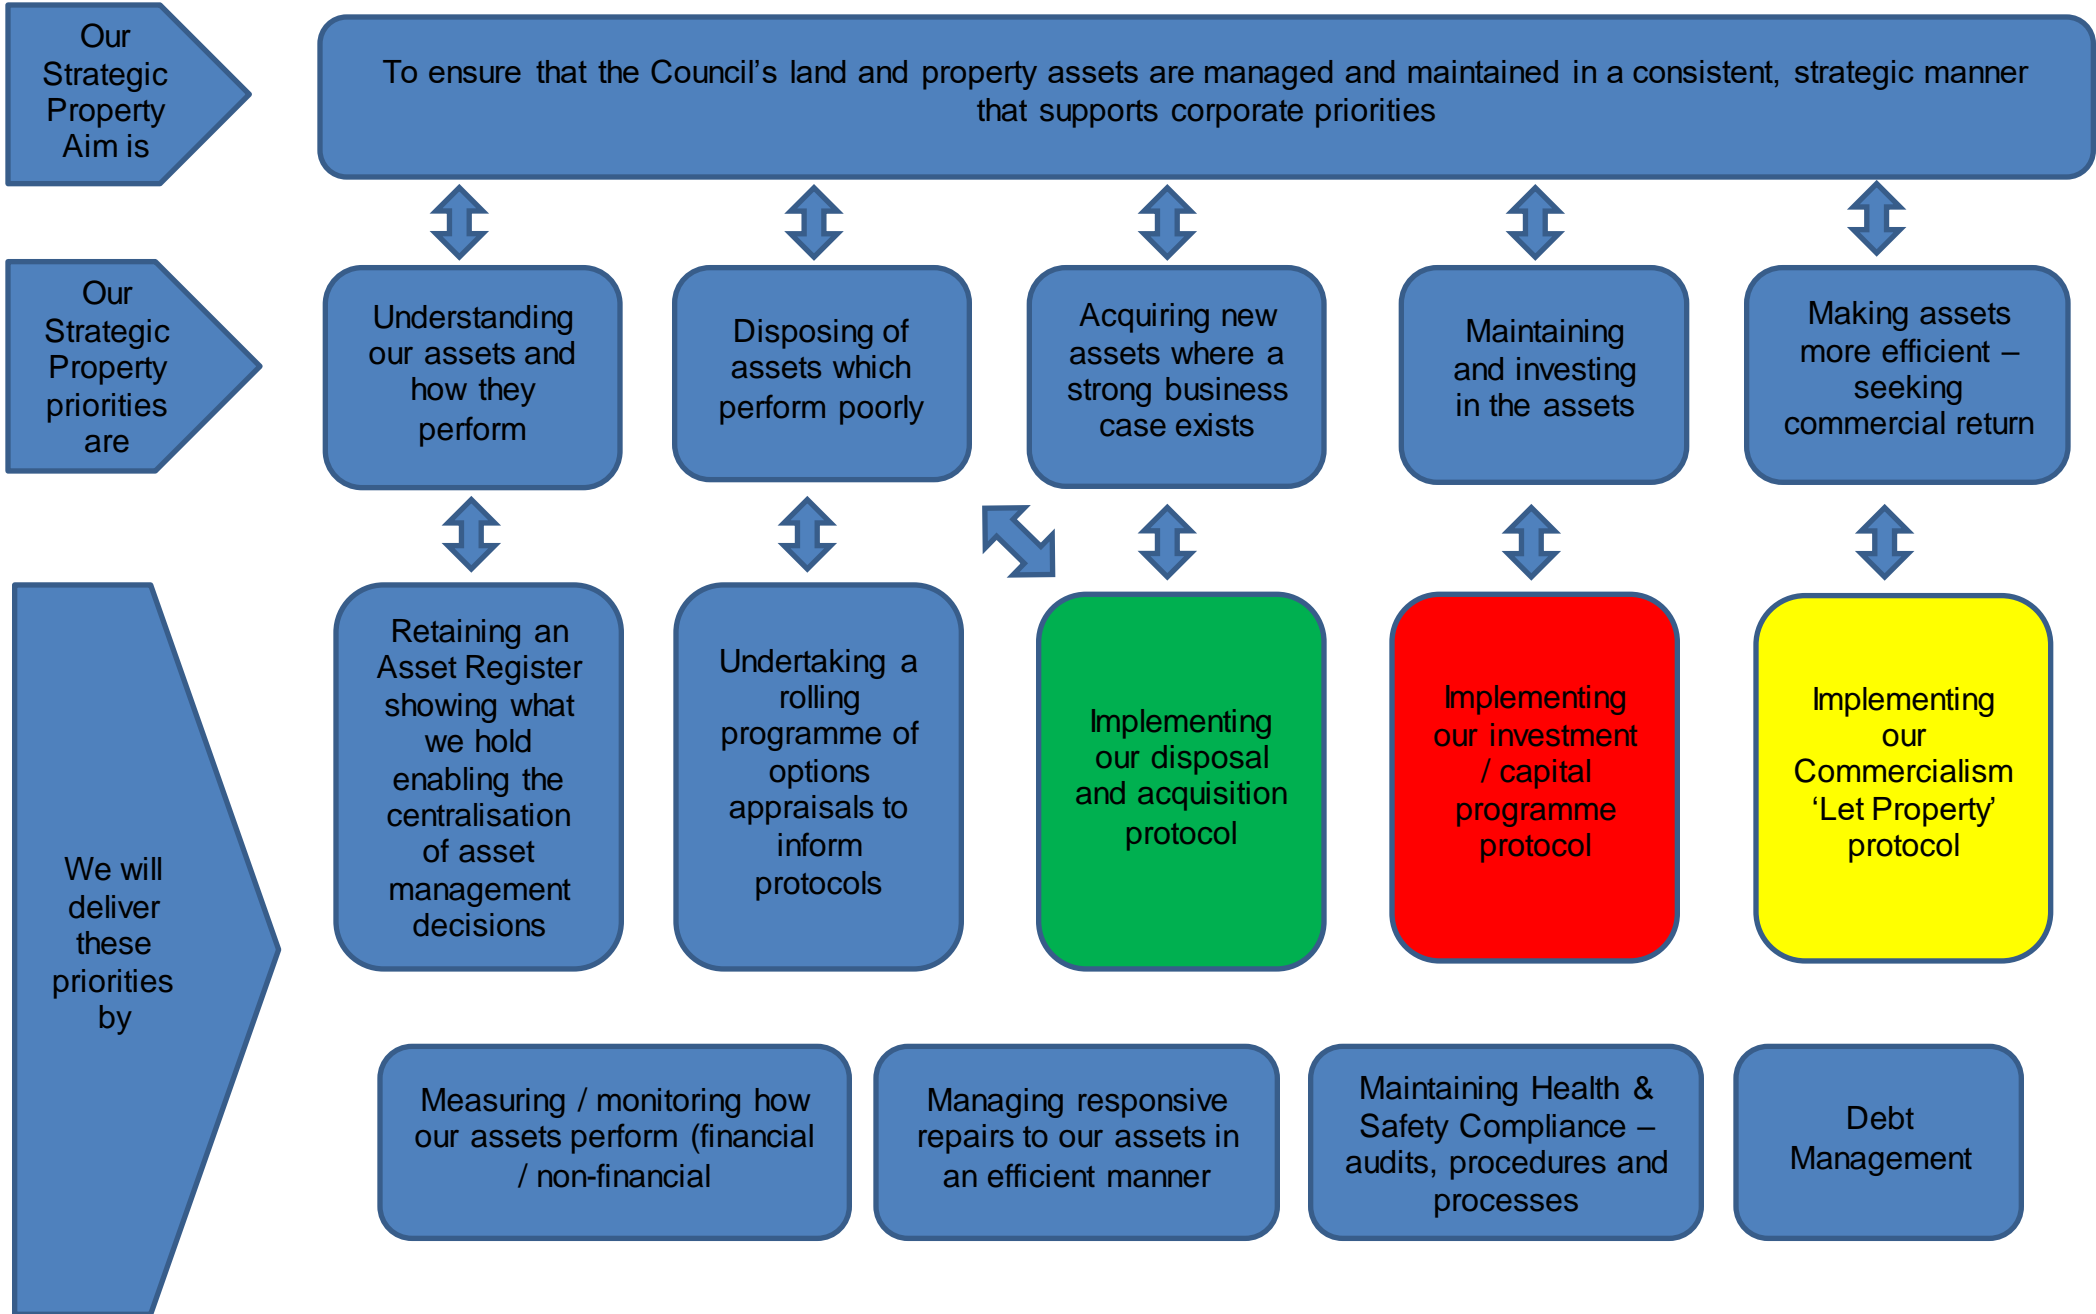 Our
Strategic
Property
Aim is
To ensure that the Council’s land and property assets are managed and maintained in a consistent, strategic manner
that supports corporate priorities
Our
Strategic
Property
priorities
are
Understanding
our assets and
how they
perform
Disposing of
assets which
perform poorly
Acquiring new
assets where a
strong business
case exists
Maintaining
and investing
in the assets
Making assets
more efficient –
seeking
commercial return
We will
deliver
these
priorities
by
Retaining an
Asset Register
showing what
we hold
enabling the
centralisation
of asset
management
decisions
Undertaking a
rolling
programme of
options
appraisals to
inform
protocols
Implementing
our disposal
and acquisition
protocol
Implementing
our investment
/ capital
programme
protocol
Implementing
our
Commercialism
‘Let Property’
protocol
Measuring / monitoring how
our assets perform (financial
/ non-financial
Managing responsive
repairs to our assets in
an efficient manner
Maintaining Health &
Safety Compliance –
audits, procedures and
processes
Debt
Management